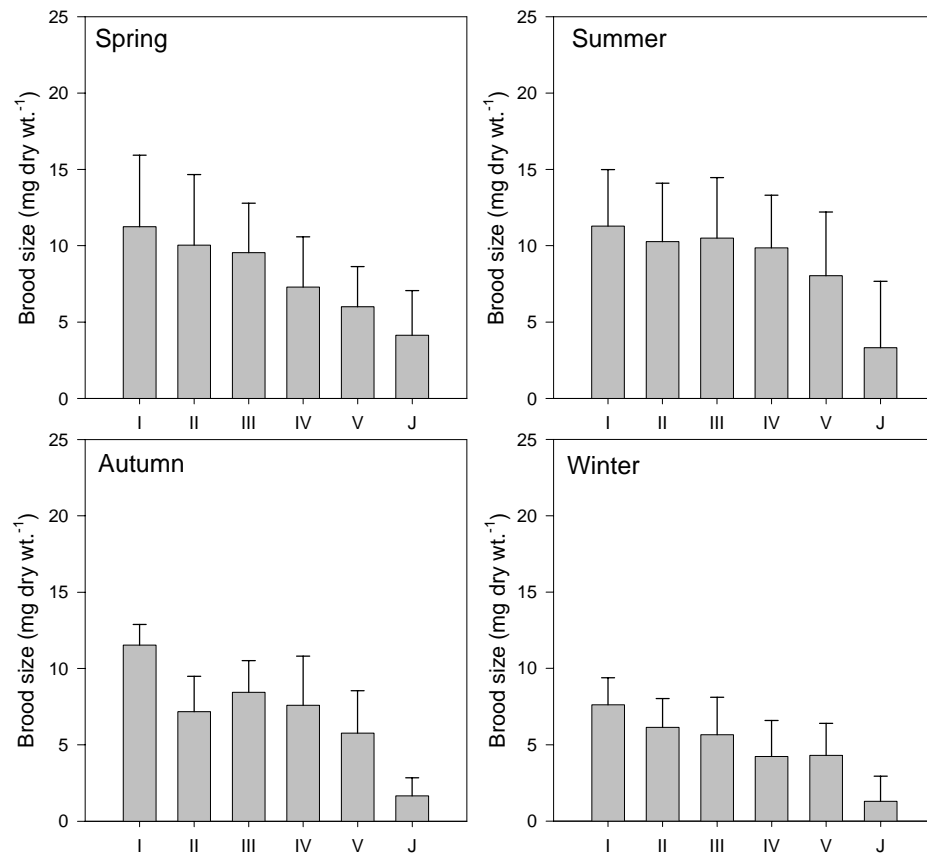 Spring
Brood size (mg dry wt.⁻¹)
25
20
15
10
5
0
I II III IV V J
Summer
Brood size (mg dry wt.⁻¹)
25
20
15
10
5
0
I II III IV V J
Autumn
Brood size (mg dry wt.⁻¹)
25
20
15
10
5
0
I II III IV V J
Winter
Brood size (mg dry wt.⁻¹)
25
20
15
10
5
0
I II III IV V J